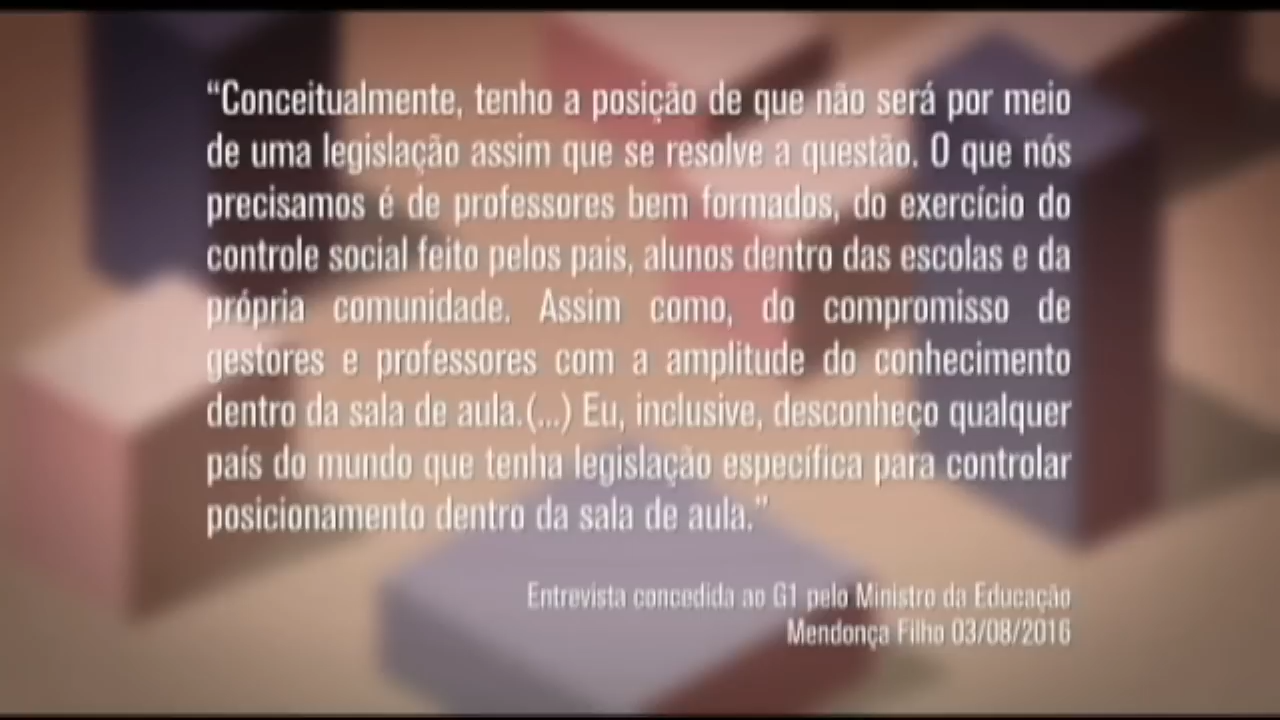 “Conceitualmente, tenho a posição de que não será por meio
de uma legislação assim que se resolve a questão. O que nós
precisamos é de professores bem formados, do exercício do
controle social feito pelos pais, alunos dentro das escolas e da
própria comunidade. Assim como, do compromisso de
gestores e professores com a amplitude do conhecimento
dentro da sala de aula.(...) Eu, inclusive, desconheço qualquer
país do mundo que tenha legislação específica para controlar
posicionamento dentro da sala de aula.”
Entrevista concedida ao G1 pelo Ministro da Educação
Mendonça Filho 03/08/2016